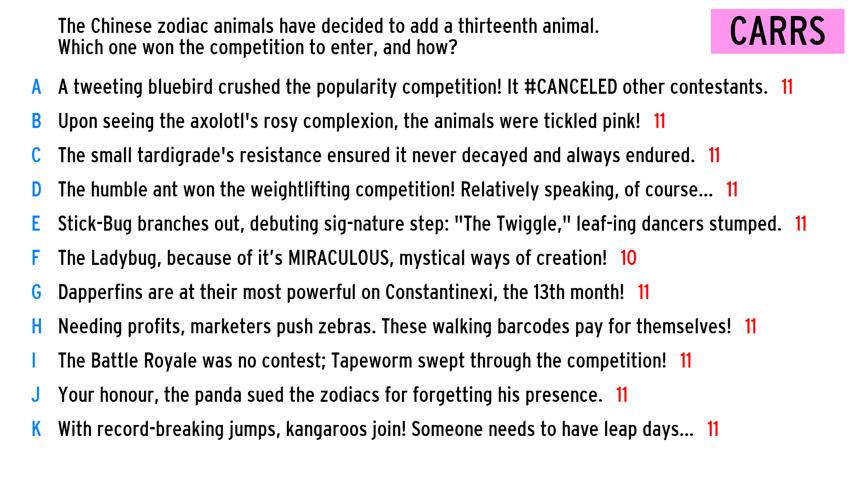 The Chinese zodiac animals have decided to add a thirteenth animal.
Which one won the competition to enter, and how?
CARRS
A A tweeting bluebird crushed the popularity competition! It #CANCELED other contestants. 11
B Upon seeing the axolotl's rosy complexion, the animals were tickled pink! 11
C The small tardigrade's resistance ensured it never decayed and always endured. 11
D The humble ant won the weightlifting competition! Relatively speaking, of course... 11
E Stick-Bug branches out, debuting sig-nature step: "The Twiggle," leaf-ing dancers stumped. 11
F The Ladybug, because of it’s MIRACULOUS, mystical ways of creation! 10
G Dapperfins are at their most powerful on Constantinexi, the 13th month! 11
H Needing profits, marketers push zebras. These walking barcodes pay for themselves! 11
I The Battle Royale was no contest; Tapeworm swept through the competition! 11
J Your honour, the panda sued the zodiacs for forgetting his presence. 11
K With record-breaking jumps, kangaroos join! Someone needs to have leap days... 11